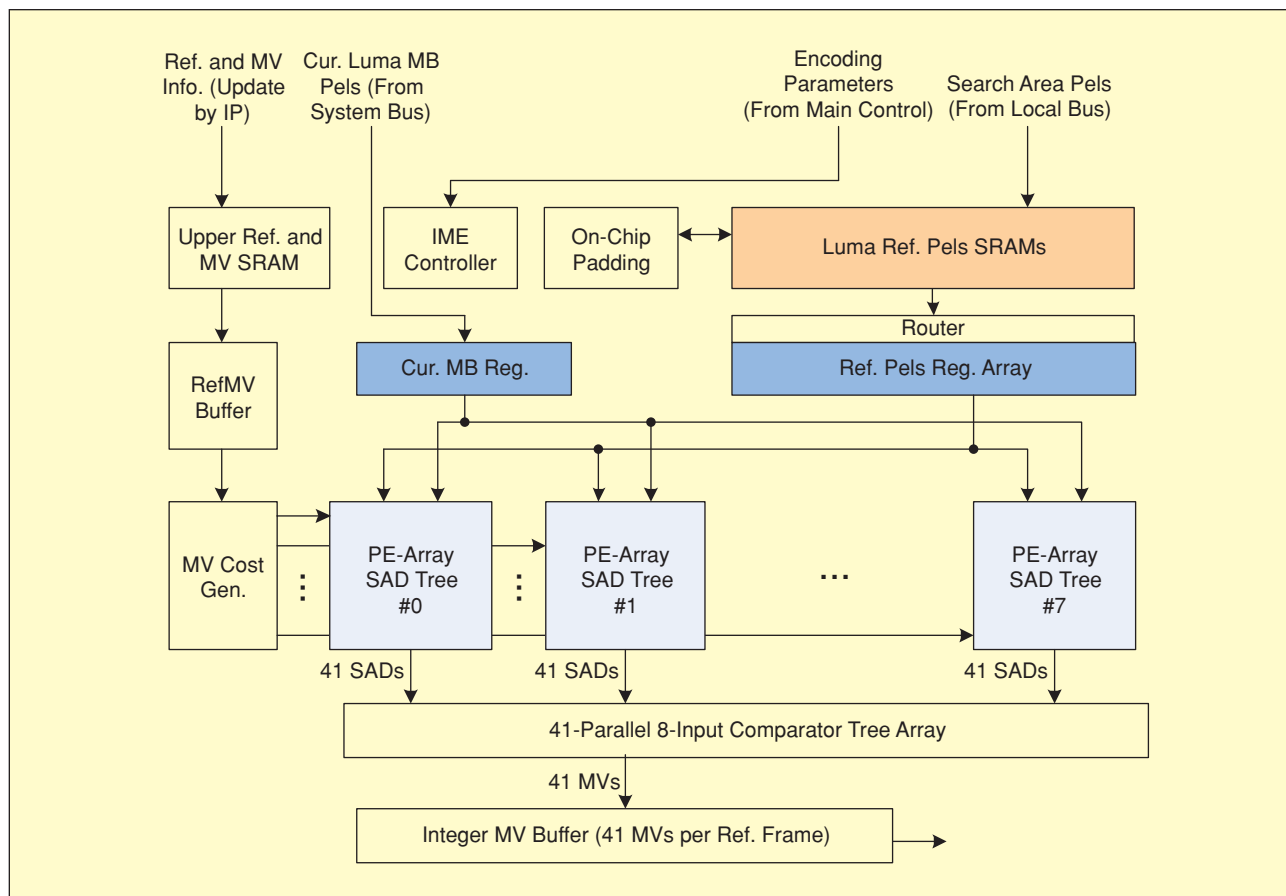 Ref. and MV
Info. (Update
by IP)
Cur. Luma MB
Pels (From
System Bus)
Encoding
Parameters
(From Main Control)
Search Area Pels
(From Local Bus)
Upper Ref. and
MV SRAM
IME
Controller
On-Chip
Padding
Luma Ref. Pels SRAMs
Router
RefMV
Buffer
Cur. MB Reg.
Ref. Pels Reg. Array
MV Cost
Gen.
PE-Array
SAD Tree
#0
PE-Array
SAD Tree
#1
...
PE-Array
SAD Tree
#7
41 SADs
41 SADs
41 SADs
41-Parallel 8-Input Comparator Tree Array
41 MVs
Integer MV Buffer (41 MVs per Ref. Frame)